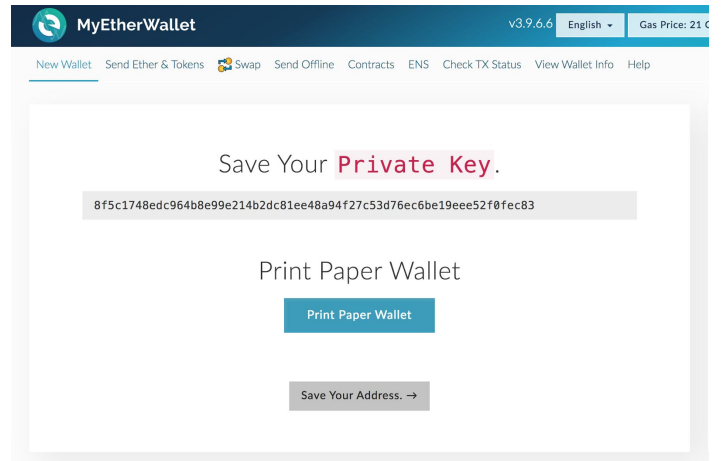 MyEtherWallet v3.9.6.6 English Gas Price: 21
New Wallet Send Ether & Tokens Swap Send Offline Contracts ENS Check TX Status View Wallet Info Help
Save Your Private Key.
8f5c1748edc964b8e99e214b2dc81ee48a94f27c53d76ec6be19eee52f0fec83
Print Paper Wallet
Print Paper Wallet
Save Your Address. →